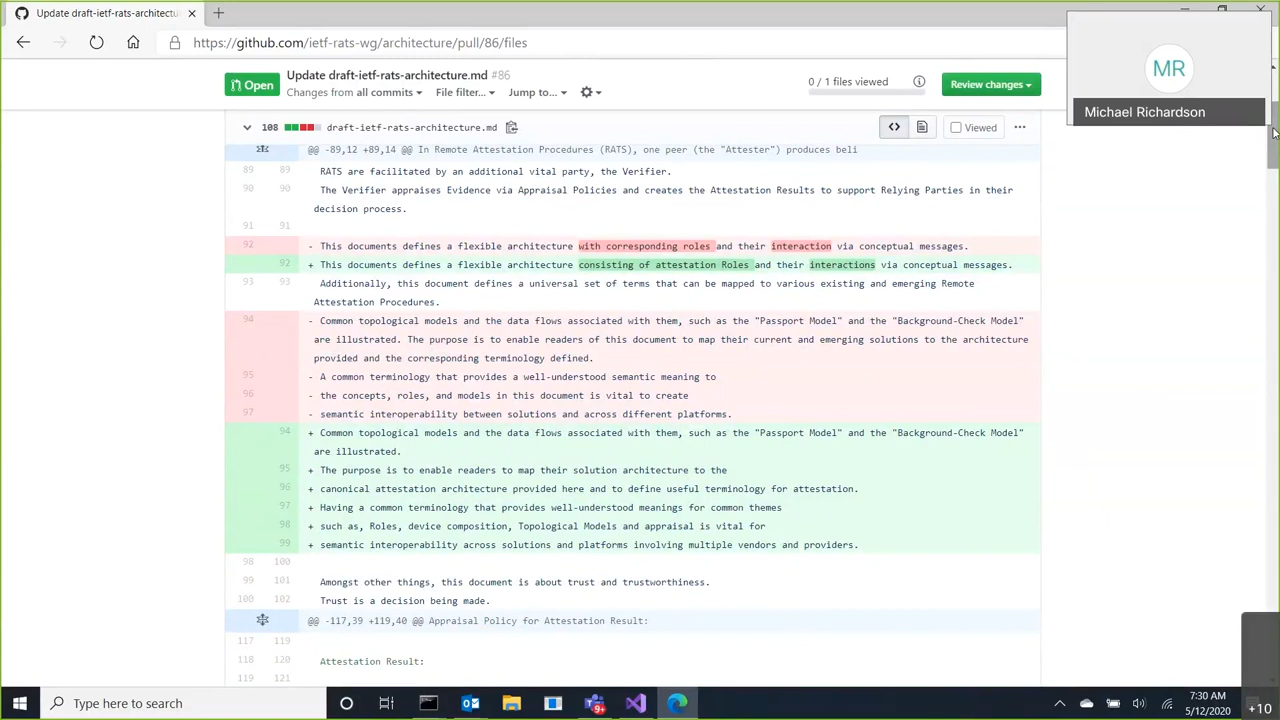 Update draft-ietf-rats-architectu
https://github.com/ietf-rats-wg/architecture/pull/86/files
MR
Michael Richardson
Open
Update draft-ietf-rats-architecture.md #86
Changes from all commits File filter... Jump to...
0 / 1 files viewed
Review changes
108 draft-ietf-rats-architecture.md
Viewed
@@ -89,12 +89,14 @@ In Remote Attestation Procedures (RATS), one peer (the "Attester") produces beli
89 89 RATS are facilitated by an additional vital party, the Verifier.
90 90 The Verifier appraises Evidence via Appraisal Policies and creates the Attestation Results to support Relying Parties in their
decision process.
91 91
92 - This documents defines a flexible architecture with corresponding roles and their interaction via conceptual messages.
92 + This documents defines a flexible architecture consisting of attestation Roles and their interactions via conceptual messages.
93 93 Additionally, this document defines a universal set of terms that can be mapped to various existing and emerging Remote
Attestation Procedures.
94 - Common topological models and the data flows associated with them, such as the "Passport Model" and the "Background-Check Model"
are illustrated. The purpose is to enable readers of this document to map their current and emerging solutions to the architecture
provided and the corresponding terminology defined.
95 - A common terminology that provides a well-understood semantic meaning to
96 - the concepts, roles, and models in this document is vital to create
97 - semantic interoperability between solutions and across different platforms.
94 + Common topological models and the data flows associated with them, such as the "Passport Model" and the "Background-Check Model"
are illustrated.
95 + The purpose is to enable readers to map their solution architecture to the
96 + canonical attestation architecture provided here and to define useful terminology for attestation.
97 + Having a common terminology that provides well-understood meanings for common themes
98 + such as, Roles, device composition, Topological Models and appraisal is vital for
99 + semantic interoperability across solutions and platforms involving multiple vendors and providers.
98 100
99 101 Amongst other things, this document is about trust and trustworthiness.
100 102 Trust is a decision being made.
@@ -117,39 +119,40 @@ Appraisal Policy for Attestation Result:
117 119
118 120 Attestation Result:
119 121
Type here to search
9+
7:30 AM
5/12/2020
+10